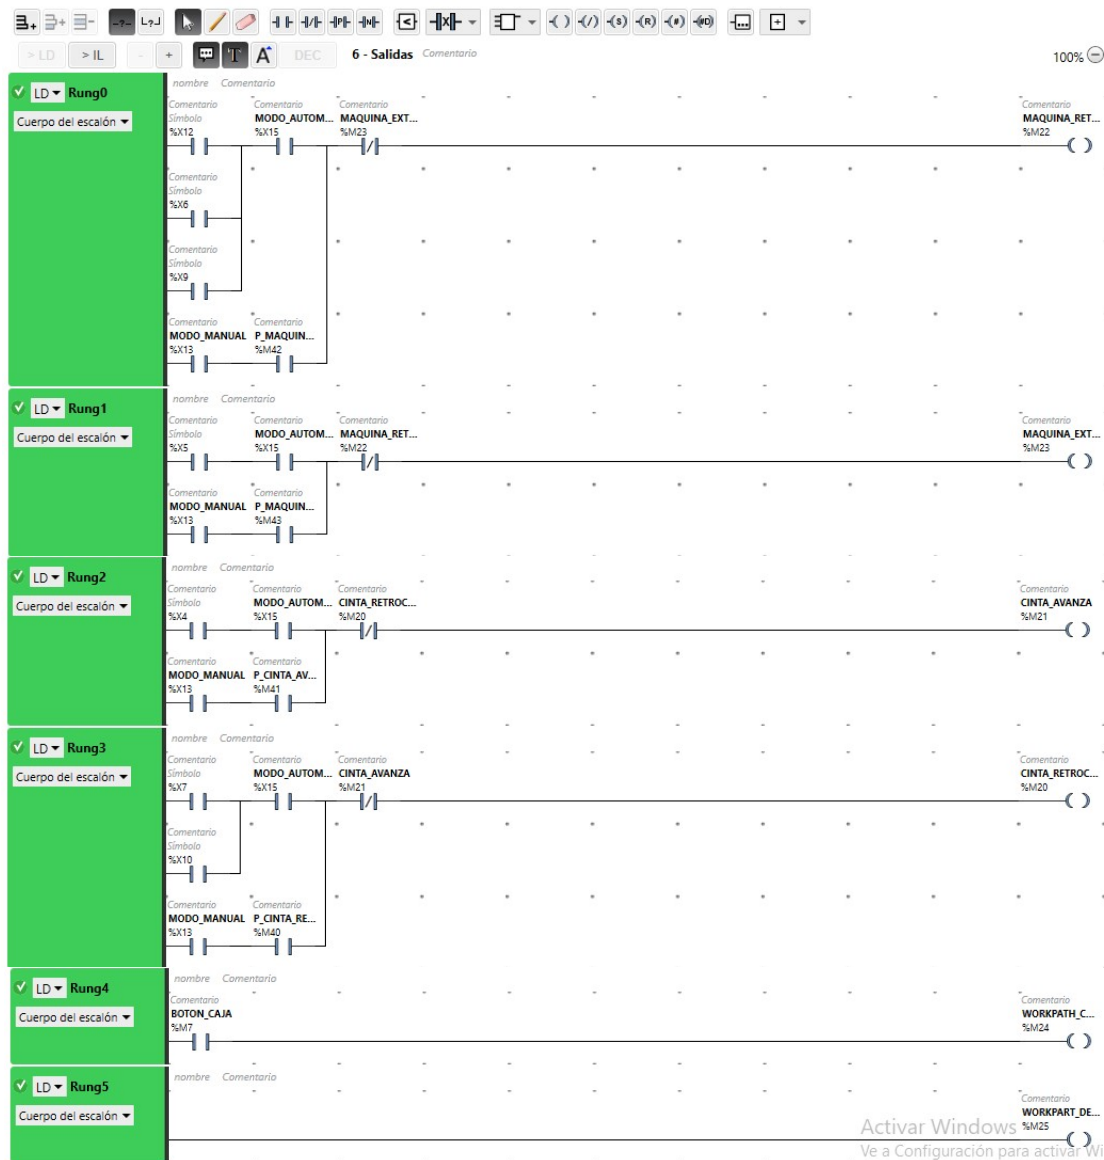 > LD > IL - + T A DEC 6 - Salidas Comentario 100%
LD Rung0 nombre Comentario
Cuerpo del escalón
Comentario Comentario Comentario Comentario
Símbolo MODO_AUTOM... MAQUINA_EXT... MAQUINA_RET...
%X12 %X15 %M23 %M22
Comentario
Símbolo
%X6
Comentario
Símbolo
%X9
Comentario Comentario
MODO_MANUAL P_MAQUIN...
%X13 %M42
LD Rung1 nombre Comentario
Cuerpo del escalón
Comentario Comentario Comentario Comentario
Símbolo MODO_AUTOM... MAQUINA_RET... MAQUINA_EXT...
%X5 %X15 %M22 %M23
Comentario Comentario
MODO_MANUAL P_MAQUIN...
%X13 %M43
LD Rung2 nombre Comentario
Cuerpo del escalón
Comentario Comentario Comentario Comentario
Símbolo MODO_AUTOM... CINTA_RETROC... CINTA_AVANZA
%X4 %X15 %M20 %M21
Comentario Comentario
MODO_MANUAL P_CINTA_AV...
%X13 %M41
LD Rung3 nombre Comentario
Cuerpo del escalón
Comentario Comentario Comentario Comentario
Símbolo MODO_AUTOM... CINTA_AVANZA CINTA_RETROC...
%X7 %X15 %M21 %M20
Comentario
Símbolo
%X10
Comentario Comentario
MODO_MANUAL P_CINTA_RE...
%X13 %M40
LD Rung4 nombre Comentario
Cuerpo del escalón
Comentario Comentario
BOTON_CAJA WORKPATH_C...
%M7 %M24
LD Rung5 nombre Comentario
Cuerpo del escalón
Comentario
WORKPART_DE...
%M25
Activar Windows
Ve a Configuración para activar Wi